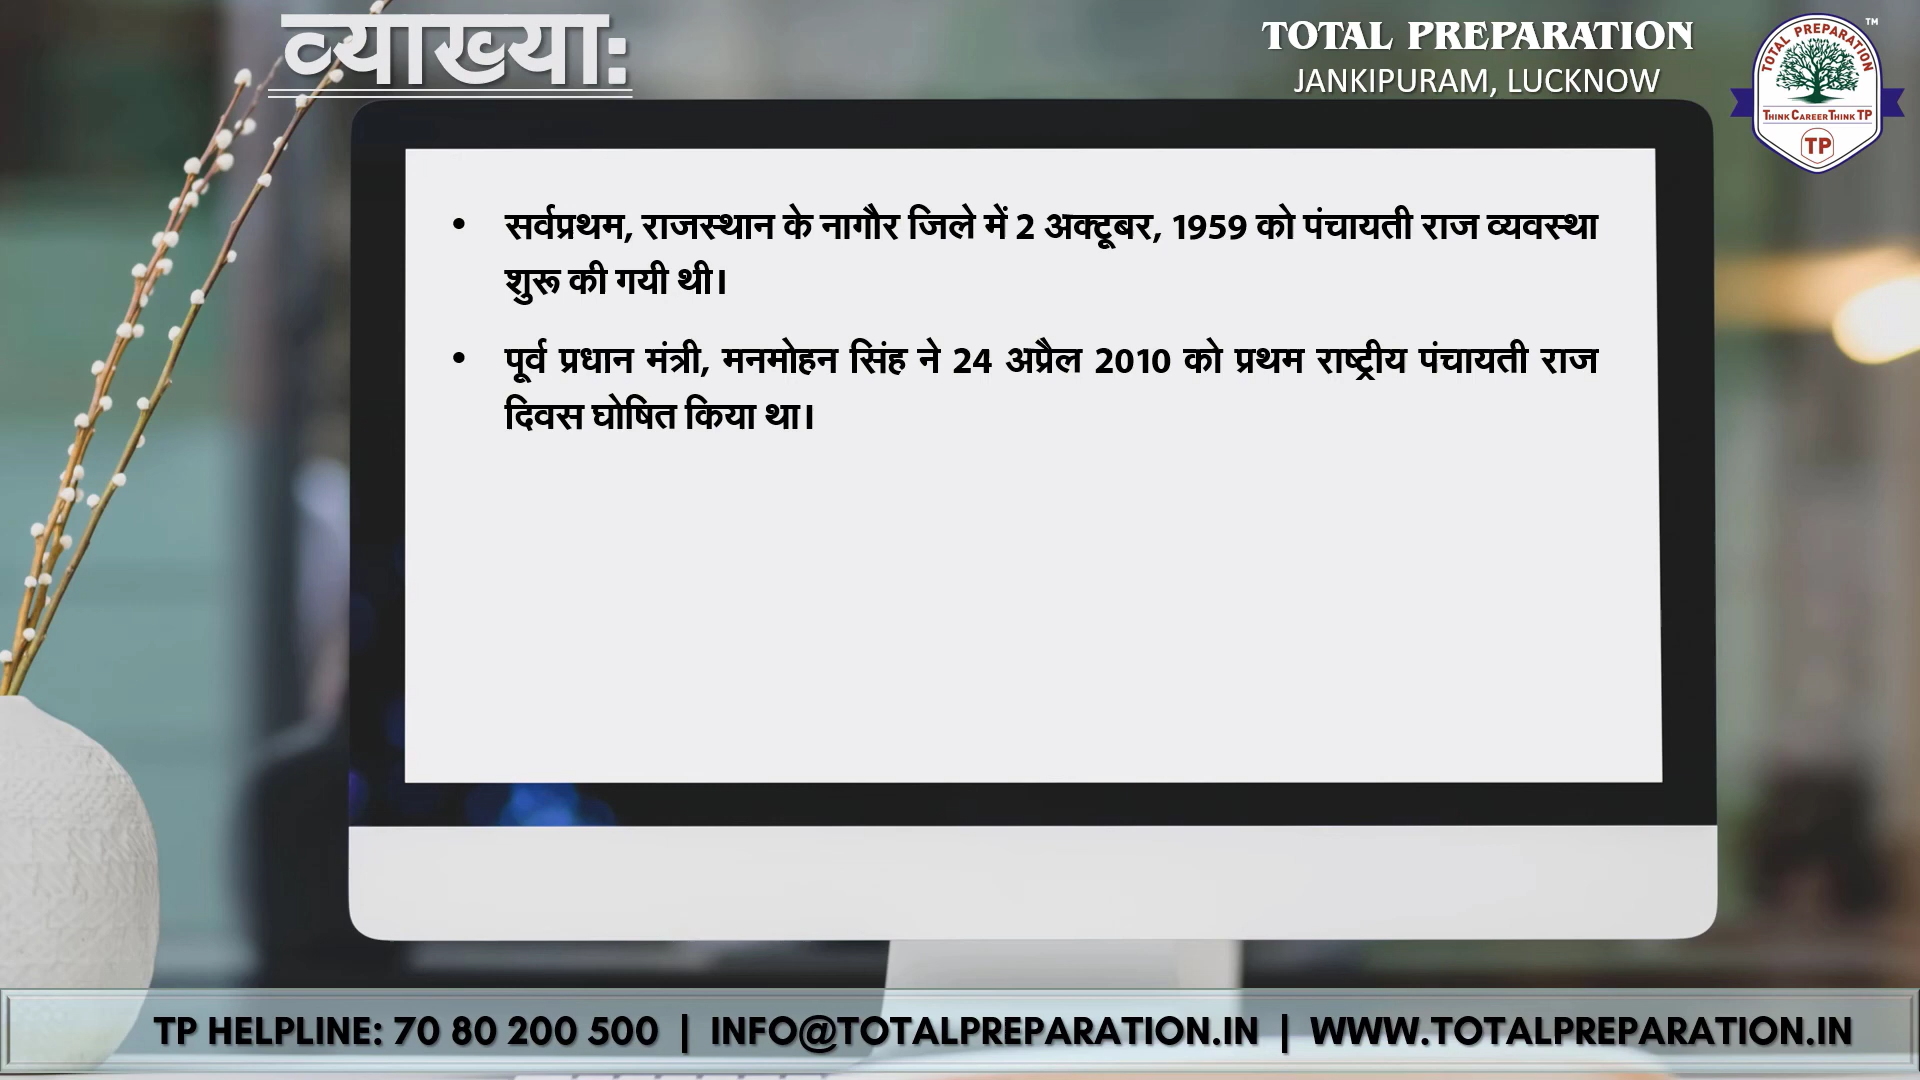 व्याख्या:
TOTAL PREPARATION
JANKIPURAM, LUCKNOW
TM
TOTAL PREPARATION
THINK CAREER THINK TP
TP
• सर्वप्रथम, राजस्थान के नागौर जिले में 2 अक्टूबर, 1959 को पंचायती राज व्यवस्था
शुरू की गयी थी।
• पूर्व प्रधान मंत्री, मनमोहन सिंह ने 24 अप्रैल 2010 को प्रथम राष्ट्रीय पंचायती राज
दिवस घोषित किया था।
TP HELPLINE: 70 80 200 500 | INFO@TOTALPREPARATION.IN | WWW.TOTALPREPARATION.IN